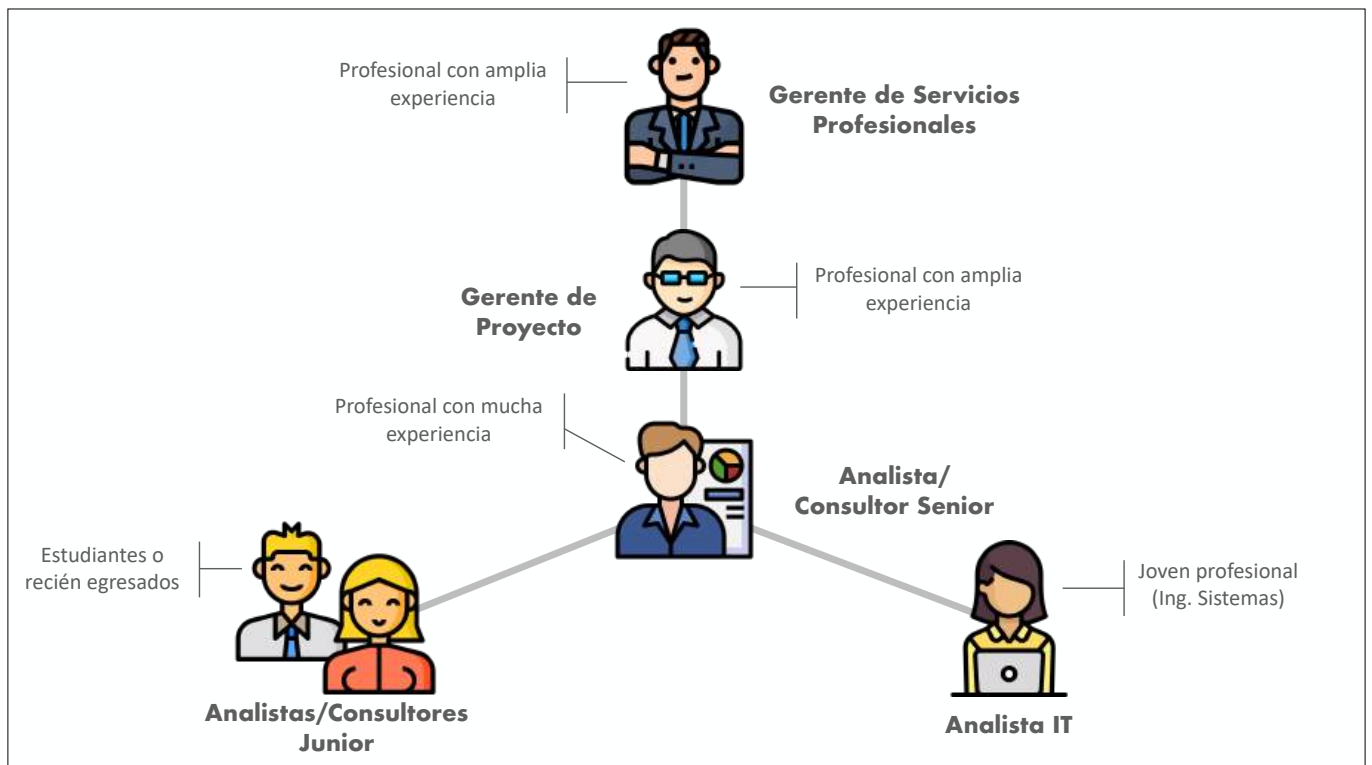 Profesional con amplia
experiencia
Gerente de Servicios
Profesionales
Gerente de
Proyecto
Profesional con amplia
experiencia
Profesional con mucha
experiencia
Analista/
Consultor Senior
Estudiantes o
recién egresados
Joven profesional
(Ing. Sistemas)
Analistas/Consultores
Junior
Analista IT